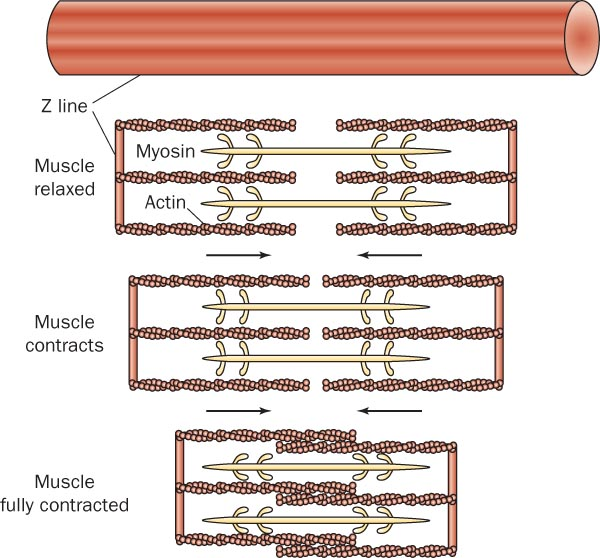 Z line
Myosin
Muscle
relaxed
Actin
Muscle
contracts
Muscle
fully contracted